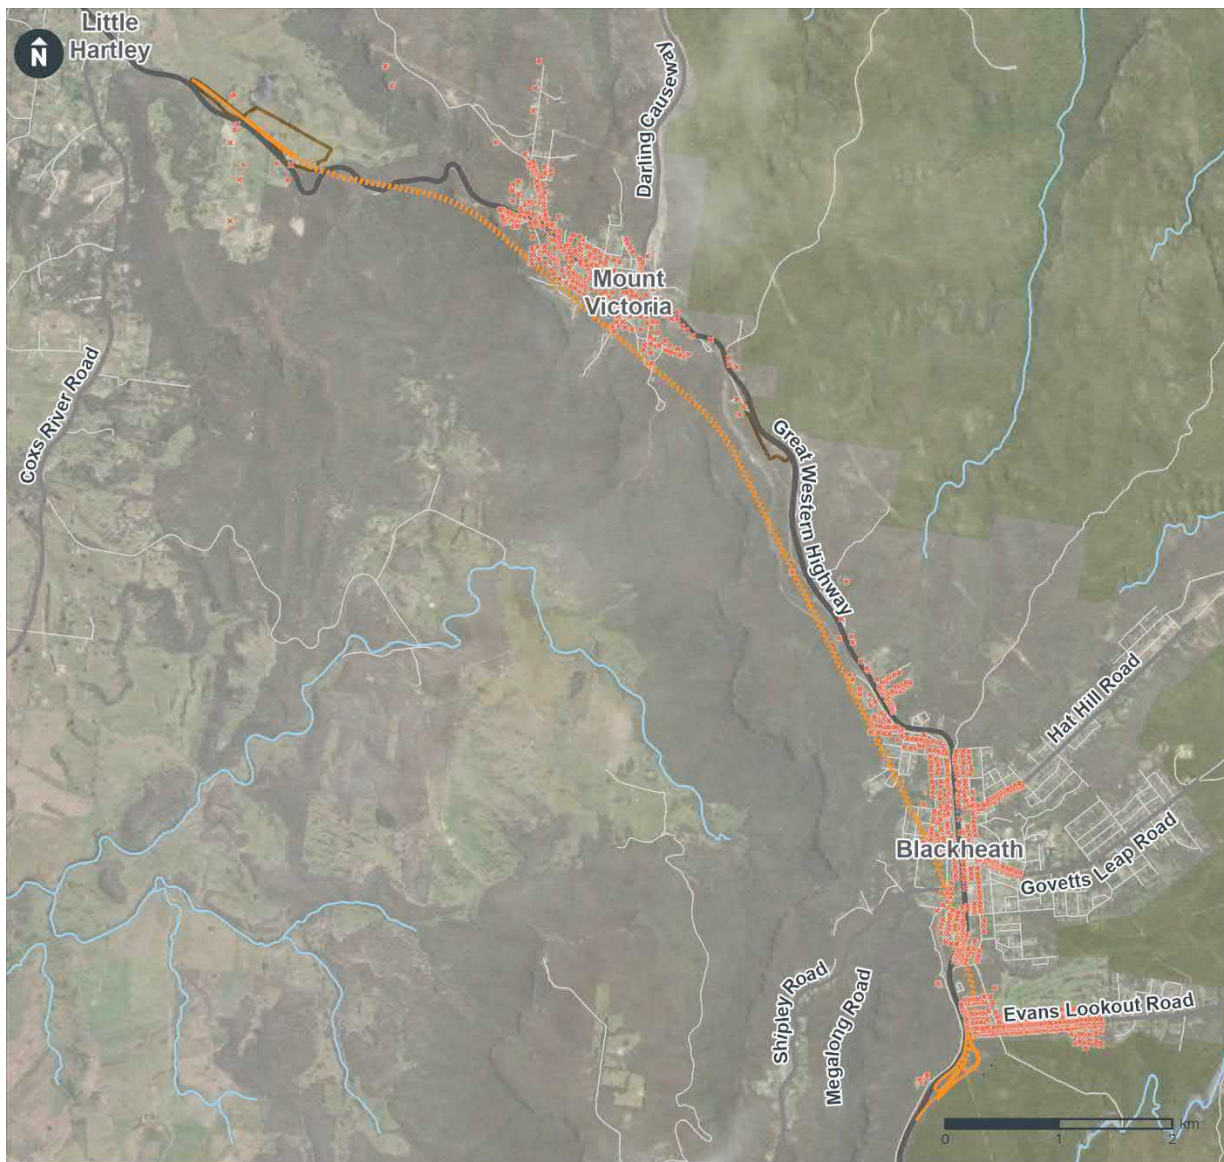 Little
Hartley
N
Darling Causeway
Mount
Victoria
Coxs River Road
Great Western Highway
Hat Hill Road
Blackheath
Govetts Leap Road
Shipley Road
Megalong Road
Evans Lookout Road
km
0 1 2